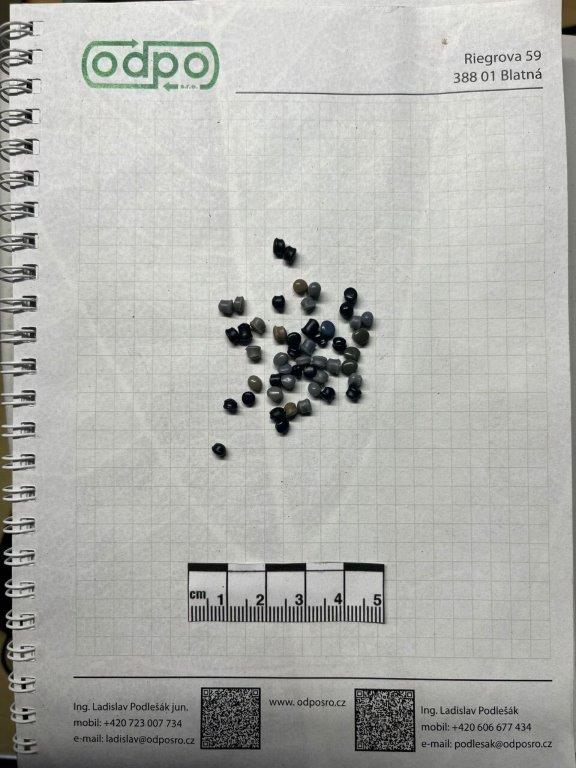 odpo
s.r.o.
Riegrova 59
388 01 Blatná
cm 1 2 3 4 5
Ing. Ladislav Podlešák jun.
mobil: +420 723 007 734
e-mail: ladislav@odposro.cz
www. odposro.cz
Ing. Ladislav Podlešák
mobil: +420 606 677 434
e-mail: podlesak@odposro.cz